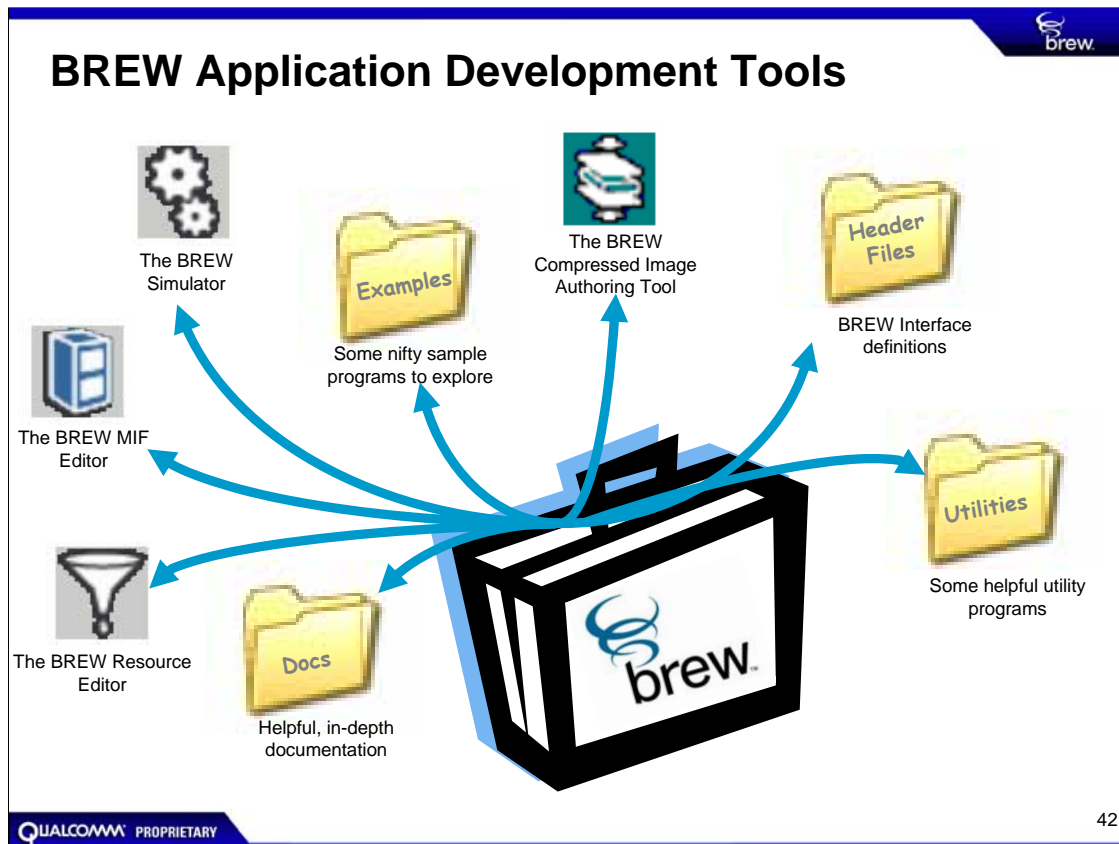 brew.
BREW Application Development Tools
The BREW
Simulator
Examples
Some nifty sample
programs to explore
The BREW
Compressed Image
Authoring Tool
Header
Files
BREW Interface
definitions
The BREW MIF
Editor
Utilities
Some helpful utility
programs
The BREW Resource
Editor
Docs
Helpful, in-depth
documentation
brew™
QUALCOMM® PROPRIETARY
42